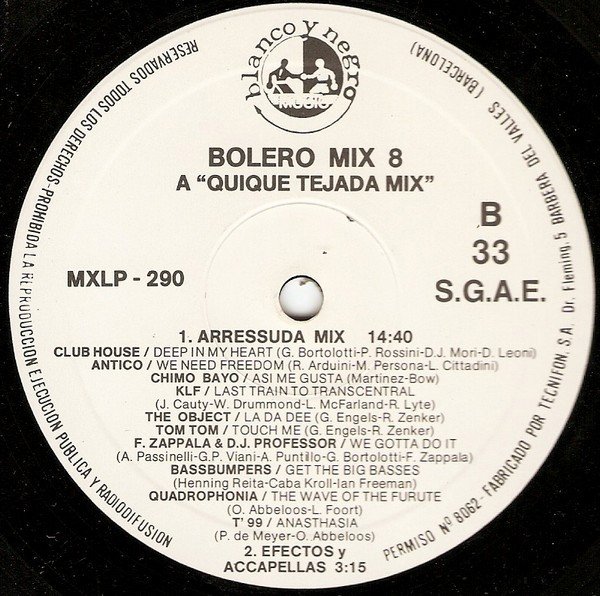 blanco y negro
MUSIC
BOLERO MIX 8
A “QUIQUE TEJADA MIX”
B
33
S.G.A.E.
MXLP - 290
1. ARRESSUDA MIX 14:40
CLUB HOUSE / DEEP IN MY HEART (G. Bortolotti-P. Rossini-D.J. Mori-D. Leoni)
ANTICO / WE NEED FREEDOM (R. Arduini-M. Persona-L. Cittadini)
CHIMO BAYO / ASI ME GUSTA (Martinez-Bow)
KLF / LAST TRAIN TO TRANSCENTRAL
(J. Cauty-W. Drummond-L. McFarland-R. Lyte)
THE OBJECT / LA DA DEE (G. Engels-R. Zenker)
TOM TOM / TOUCH ME (G. Engels-R. Zenker)
F. ZAPPALA & D.J. PROFESSOR / WE GOTTA DO IT
(A. Passinelli-G.P. Viani-A. Puntillo-G. Bortolotti-F. Zappala)
BASSBUMPERS / GET THE BIG BASSES
(Henning Reita-Caba Kroll-Ian Freeman)
QUADROPHONIA / THE WAVE OF THE FURUTE
(O. Abbeloos-L. Foort)
T' 99 / ANASTHASIA
(P. de Meyer-O. Abbeloos)
2. EFECTOS y
ACCAPELLAS 3:15
RESERVADOS TODOS LOS DERECHOS-PROHIBIDA LA REPRODUCCION EJECUCION PUBLICA Y RADIODIFUSION
PERMISO Nº 8062 - FABRICADO POR TECNIFON, S.A. Dr. Fleming, 5 BARBERA DEL VALLES (BARCELONA)